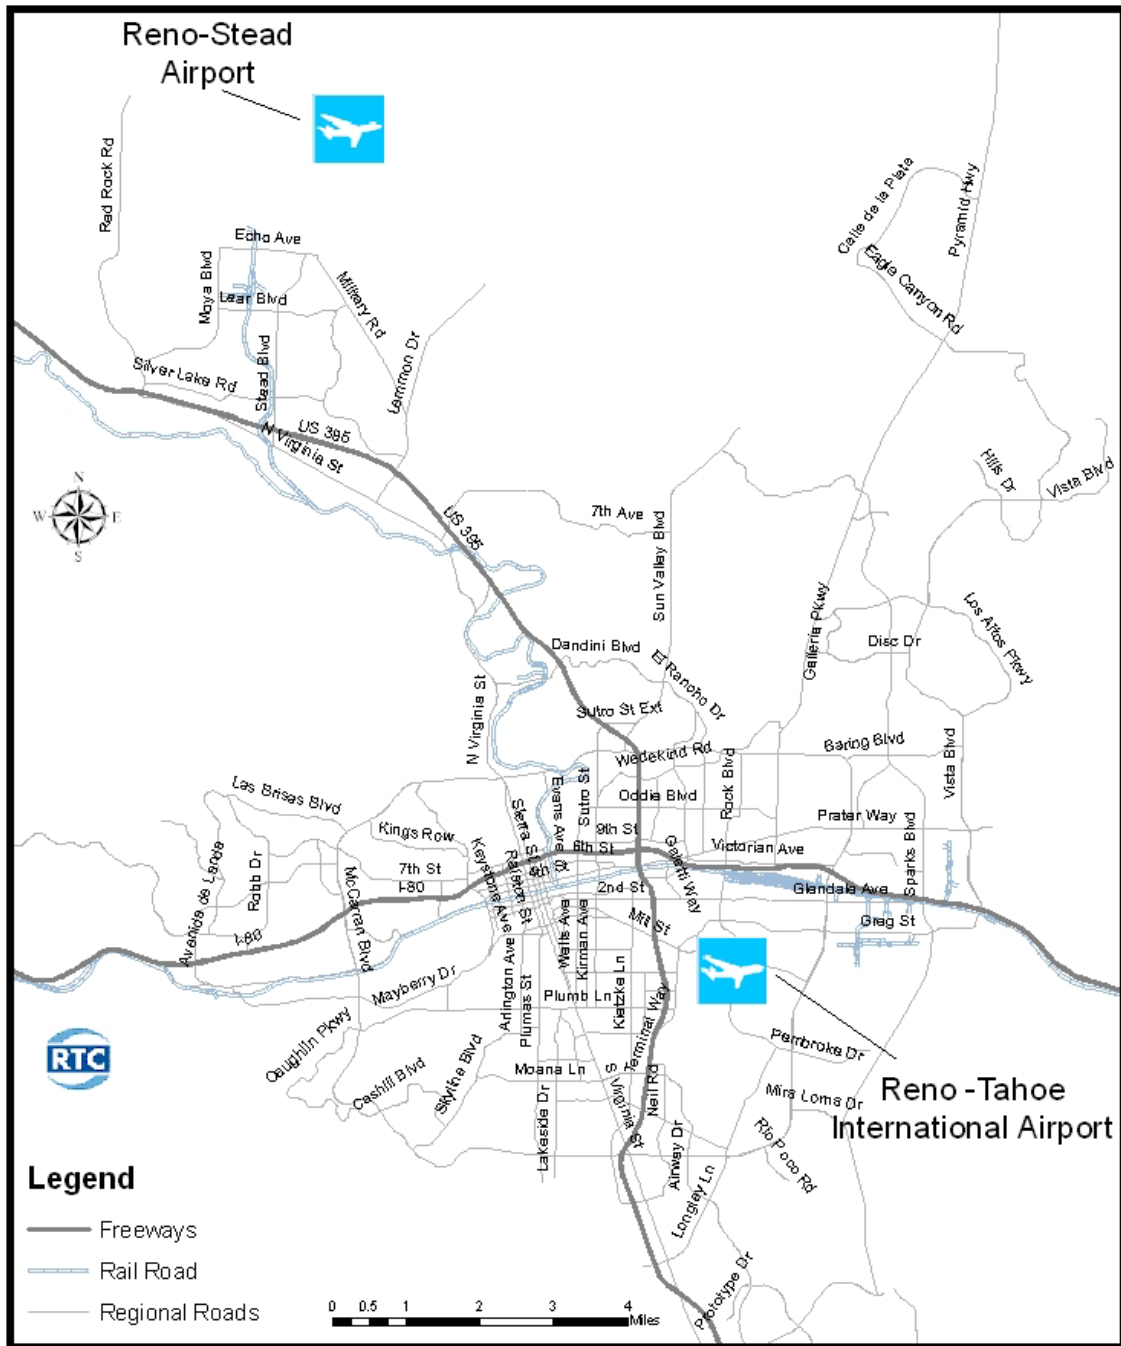 Reno-Stead
Airport
Red Rock Rd
Echo Ave
Moya Blvd
Lear Blvd
Military Rd
Stead Blvd
Silver Lake Rd
Lemmon Dr
US 395
N Virginia St
Calle de la Plata
Pyramid Hwy
Eagle Canyon Rd
Hills Dr
Vista Blvd
N
W
E
S
US 395
7th Ave
Sun Valley Blvd
Galleria Pkwy
Los Altos Pkwy
Disc Dr
Dandini Blvd
El Rancho Dr
Sutro St Ext
N Virginia St
Wedekind Rd
Baring Blvd
Rock Blvd
Vista Blvd
Las Brisas Blvd
Sierra St
Evans Ave
Sutro St
Oddie Blvd
Prater Way
Kings Row
9th St
6th St
Victorian Ave
Sparks Blvd
7th St
I-80
Keystone Ave
Ralston St
4th St
2nd St
Galetti Way
Glendale Ave
Greg St
Avenida de Landa
Robb Dr
McCarran Blvd
I-80
Mill St
Wells Ave
Kirman Ave
Mayberry Dr
Arlington Ave
Plumas St
Plumb Ln
Kietzke Ln
Terminal Way
Caughlin Pkwy
Cashill Blvd
Skyline Blvd
Moana Ln
Lakeside Dr
S Virginia St
Neil Rd
Airway Dr
Longley Ln
Pembroke Dr
Mira Loma Dr
Rio Poco Rd
Prototype Dr
RTC
Reno -Tahoe
International Airport
Legend
Freeways
Rail Road
Regional Roads
0 0.5 1 2 3 4
Miles